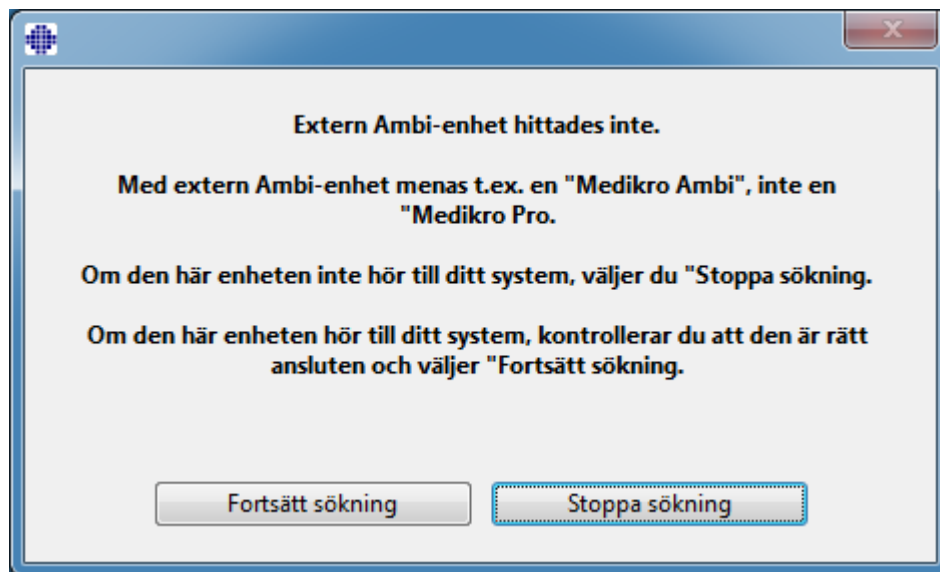 Extern Ambi-enhet hittades inte.
Med extern Ambi-enhet menas t.ex. en "Medikro Ambi", inte en
"Medikro Pro.
Om den här enheten inte hör till ditt system, väljer du "Stoppa sökning.
Om den här enheten hör till ditt system, kontrollerar du att den är rätt
ansluten och väljer "Fortsätt sökning.
Fortsätt sökning
Stoppa sökning